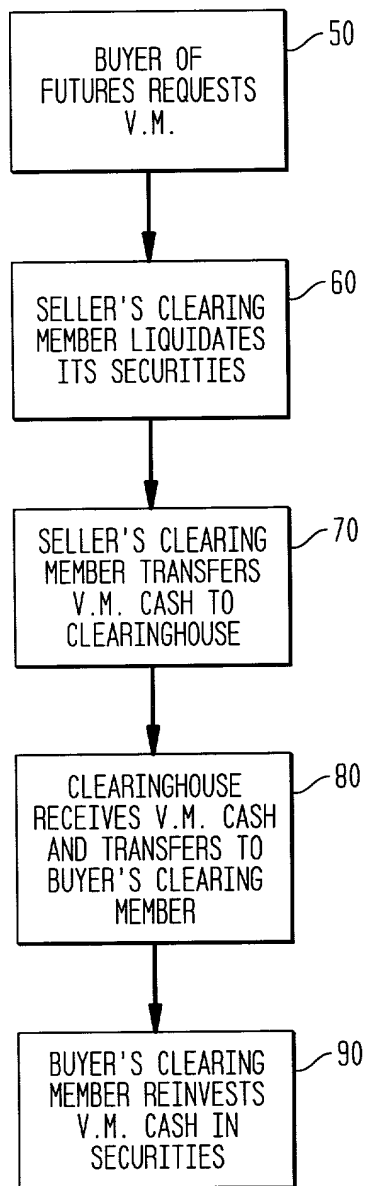 50
BUYER OF
FUTURES REQUESTS
V.M.
60
SELLER'S CLEARING
MEMBER LIQUIDATES
ITS SECURITIES
70
SELLER'S CLEARING
MEMBER TRANSFERS
V.M. CASH TO
CLEARINGHOUSE
80
CLEARINGHOUSE
RECEIVES V.M. CASH
AND TRANSFERS TO
BUYER'S CLEARING
MEMBER
90
BUYER'S CLEARING
MEMBER REINVESTS
V.M. CASH IN
SECURITIES